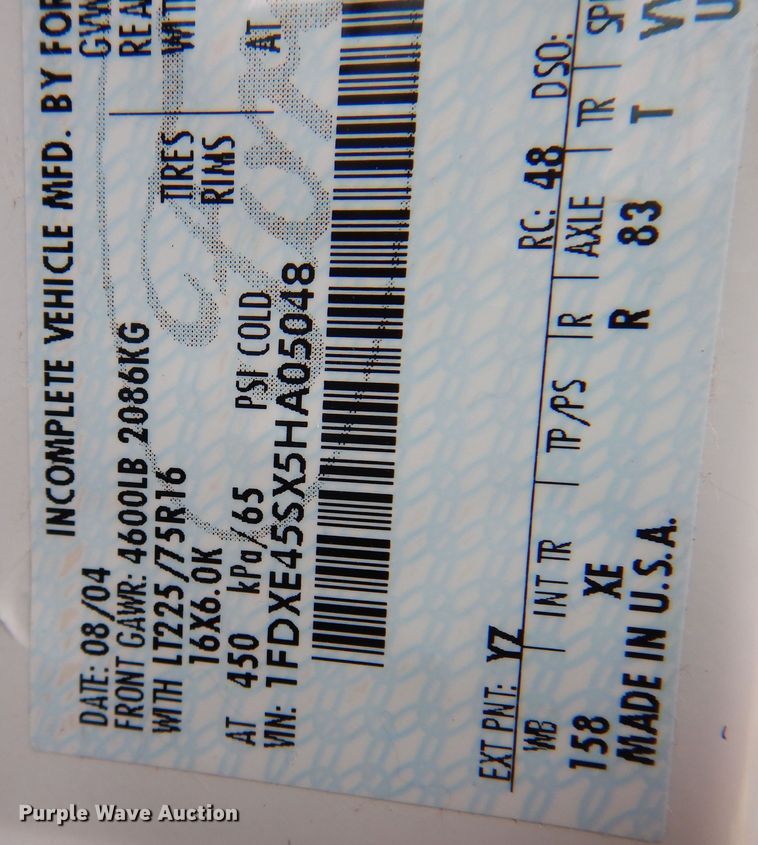 INCOMPLETE VEHICLE MFD. BY FOR
DATE: 08/04 GVW
FRONT GAWR: 4600LB 2086KG REA
WITH LT225/75R16 TIRES WIT
16X6.0K RIMS
AT 450 kPa/65 PSI COLD AT
VIN: 1FDXE45SX5HA05048
EXT PNT: YZ RC: 48 DSO:
WB INT TR TP/PS R AXLE TR SP
158 XE R 83 T
MADE IN U.S.A.
Purple Wave Auction